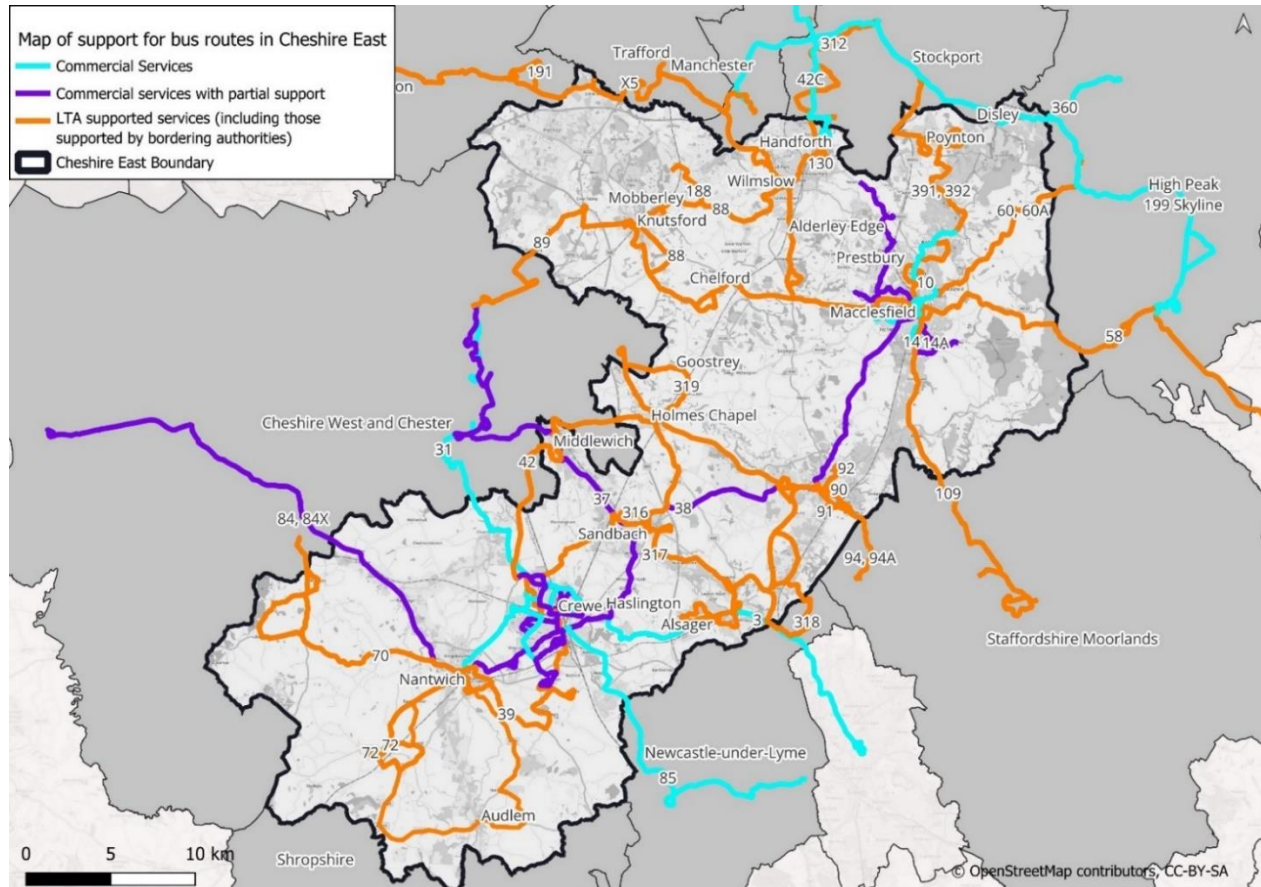 Map of support for bus routes in Cheshire East
Commercial Services
Commercial services with partial support
LTA supported services (including those
supported by bordering authorities)
Cheshire East Boundary
312
Trafford
Stockport
Manchester
191
42C
X5
on
Disley
360
Handforth
Poynton
130
188
Wilmslow
391, 392
High Peak
Mobberley
199 Skyline
88
60, 60A
Knutsford
Alderley Edge
89
88
Prestbury
Chelford
10
Macclesfield
14
14A
58
Goostrey
319
Holmes Chapel
Cheshire West and Chester
Middlewich
31
42
92
37
90
109
316
38
91
84, 84X
Sandbach
317
94, 94A
Crewe
Haslington
Alsager
3
318
Staffordshire Moorlands
70
Nantwich
39
72
72
Newcastle-under-Lyme
85
Audlem
0 5 10 km
Shropshire
© OpenStreetMap contributors, CC-BY-SA